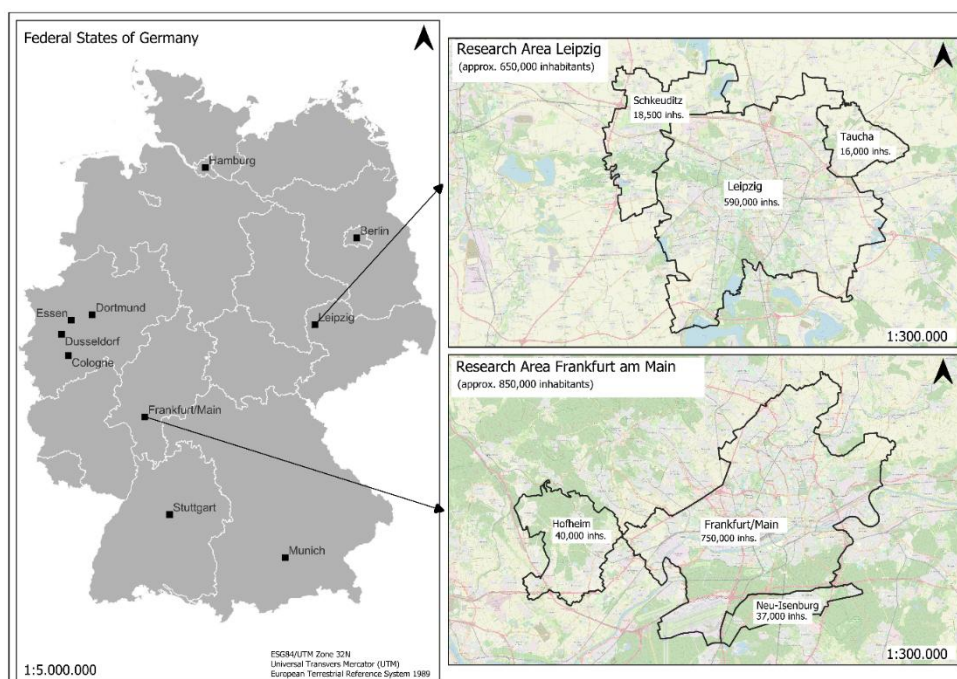 Federal States of Germany
Hamburg
Berlin
Essen
Dortmund
Dusseldorf
Cologne
Leipzig
Frankfurt/Main
Stuttgart
Munich
1:5.000.000
ESG84/UTM Zone 32N
Universal Transvers Mercator (UTM)
European Terrestrial Reference System 1989
Research Area Leipzig
(approx. 650,000 inhabitants)
Schkeuditz
18,500 inhs.
Taucha
16,000 inhs.
Leipzig
590,000 inhs.
1:300.000
Research Area Frankfurt am Main
(approx. 850,000 inhabitants)
Hofheim
40,000 inhs.
Frankfurt/Main
750,000 inhs.
Neu-Isenburg
37,000 inhs.
1:300.000